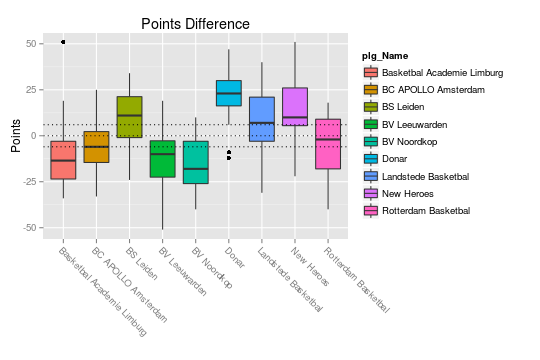 Points Difference
Points
50
25
0
-25
-50
Basketbal Academie Limburg
BC APOLLO Amsterdam
BS Leiden
BV Leeuwarden
BV Noordkop
Donar
Landstede Basketbal
New Heroes
Rotterdam Basketbal
plg_Name
Basketbal Academie Limburg
BC APOLLO Amsterdam
BS Leiden
BV Leeuwarden
BV Noordkop
Donar
Landstede Basketbal
New Heroes
Rotterdam Basketbal